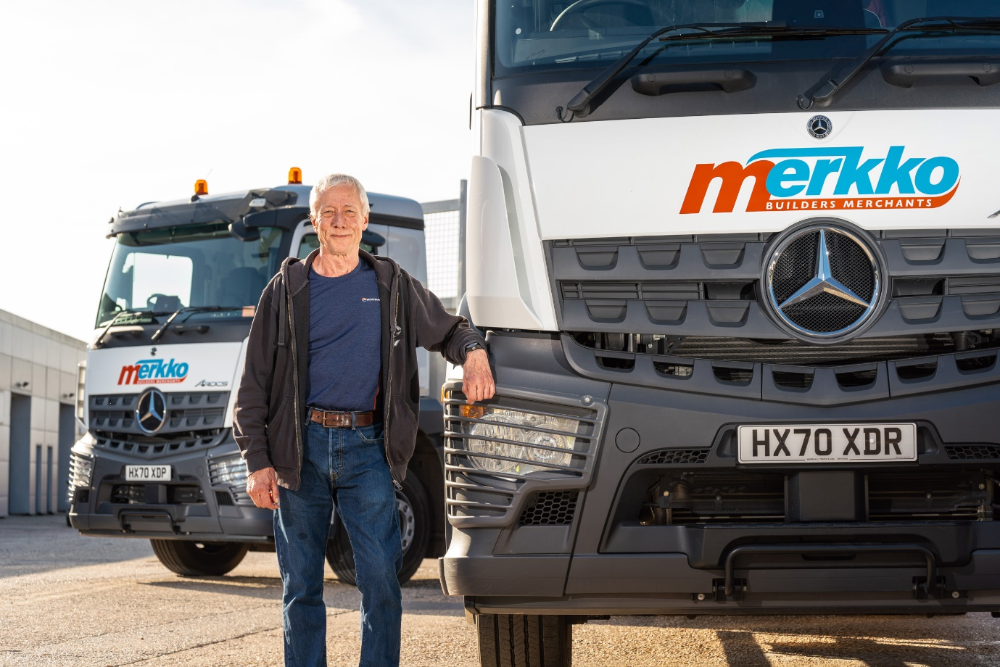 merkko
BUILDERS MERCHANTS
HX70 XDR
merkko
BUILDERS MERCHANTS
AROCS
HX70 XDP